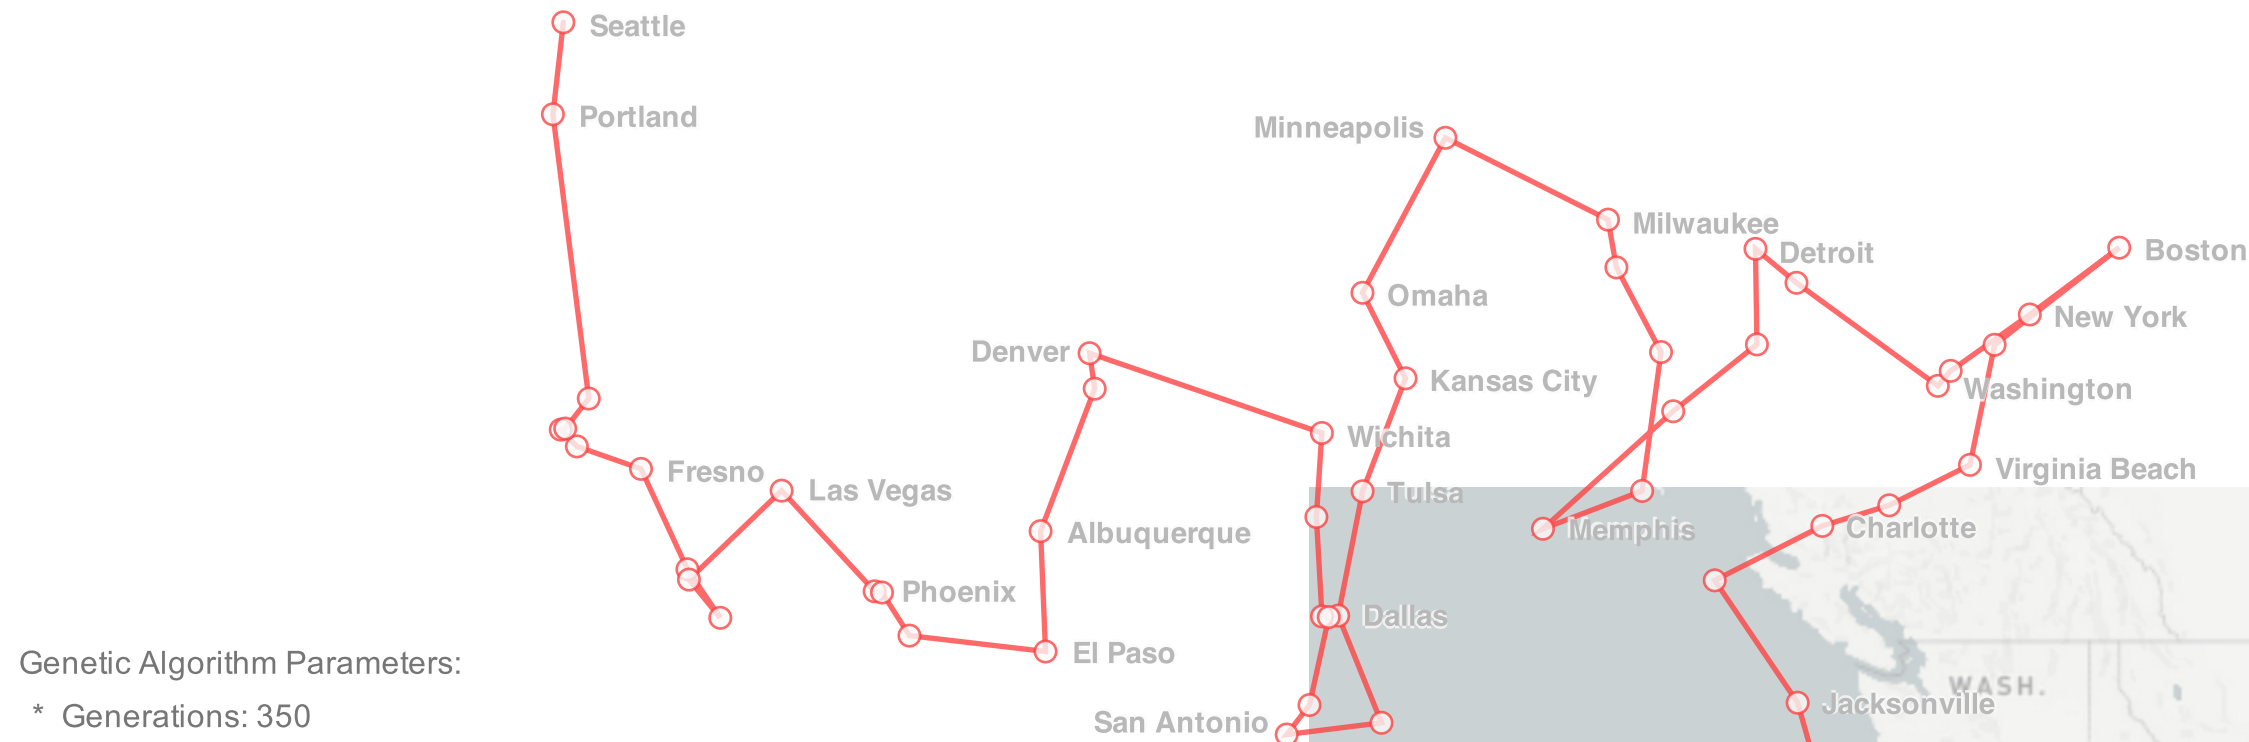 Seattle
Portland
Minneapolis
Milwaukee
Detroit
Boston
Omaha
New York
Denver
Kansas City
Washington
Wichita
Fresno
Las Vegas
Tulsa
Virginia Beach
Albuquerque
Memphis
Charlotte
Phoenix
Dallas
El Paso
Genetic Algorithm Parameters:
WASH.
Jacksonville
* Generations: 350
San Antonio